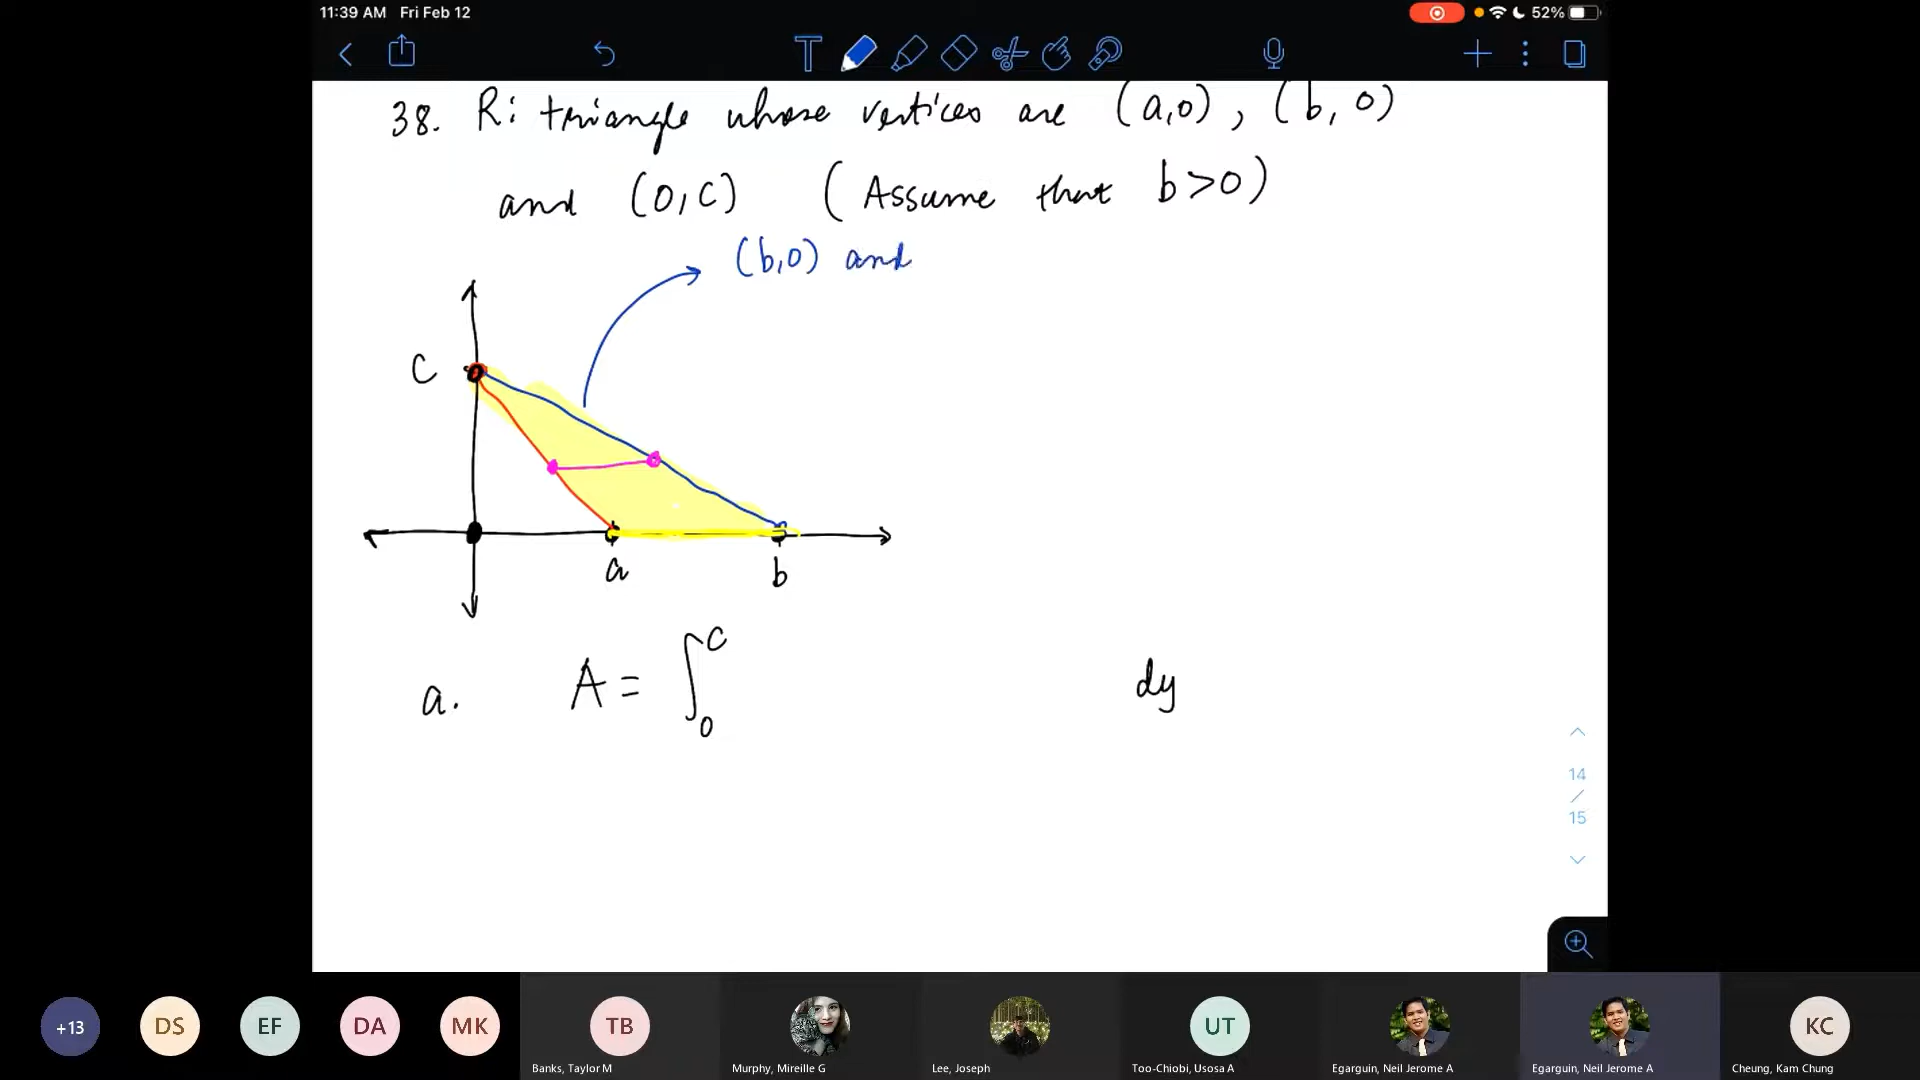 11:39 AM Fri Feb 12
52%
38. R: triangle whose vertices are (a,0), (b,0)
and (0,c) (Assume that b>0)
(b,0) and
C
a
b
a. A = ∫₀ᶜ dy
14
/
15
+13
DS
EF
DA
MK
TB
UT
KC
Banks, Taylor M
Murphy, Mireille G
Lee, Joseph
Too-Chiobi, Usosa A
Egarguin, Neil Jerome A
Egarguin, Neil Jerome A
Cheung, Kam Chung